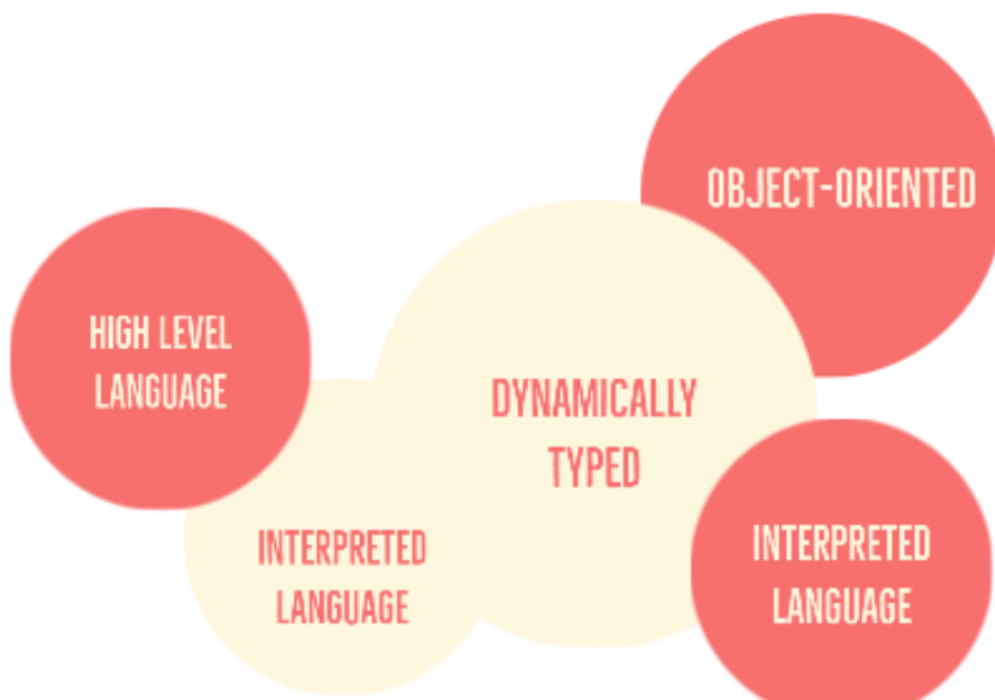 OBJECT-ORIENTED
HIGH LEVEL
LANGUAGE
DYNAMICALLY
TYPED
INTERPRETED
LANGUAGE
INTERPRETED
LANGUAGE